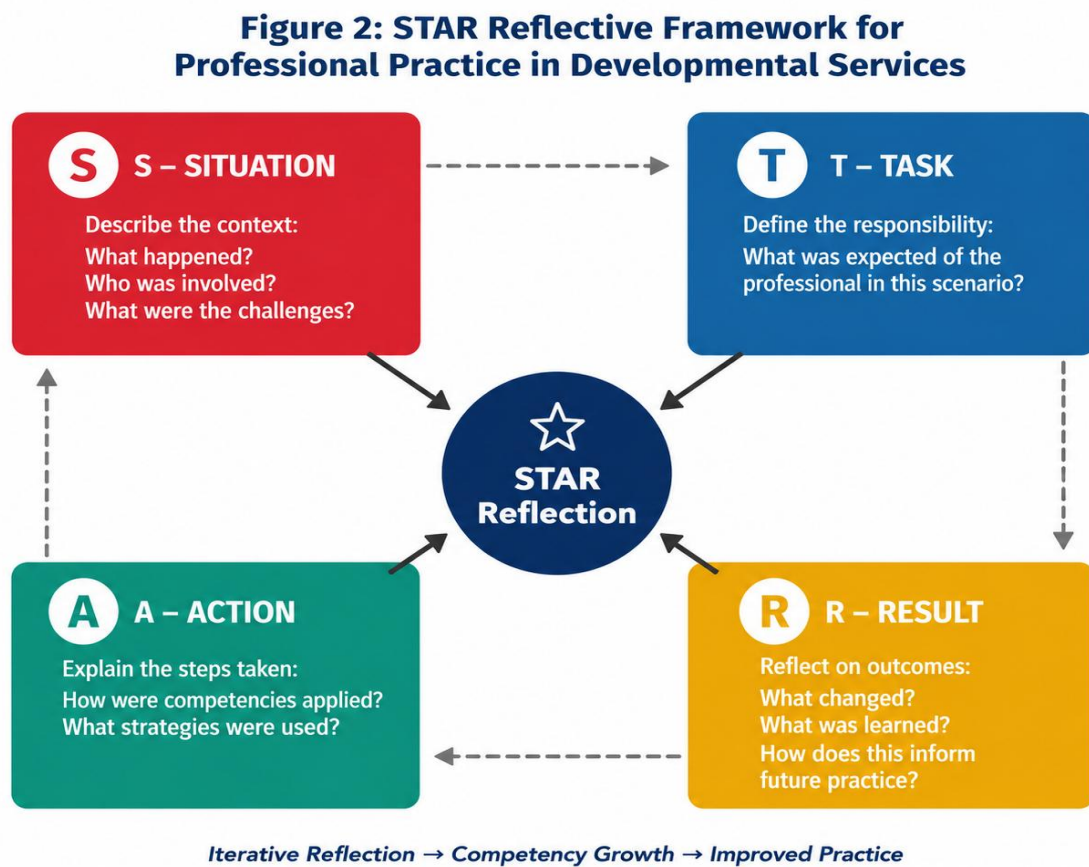 Figure 2: STAR Reflective Framework for
Professional Practice in Developmental Services
S
S – SITUATION
Describe the context:
What happened?
Who was involved?
What were the challenges?
T
T – TASK
Define the responsibility:
What was expected of the
professional in this scenario?
STAR
Reflection
A
A – ACTION
Explain the steps taken:
How were competencies applied?
What strategies were used?
R
R – RESULT
Reflect on outcomes:
What changed?
What was learned?
How does this inform
future practice?
Iterative Reflection → Competency Growth → Improved Practice